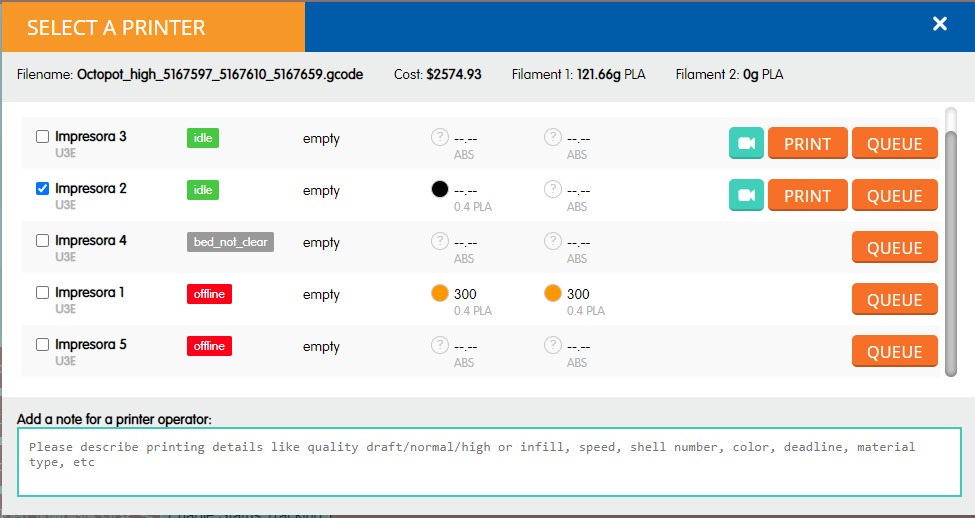 SELECT A PRINTER ×
Filename: Octopot_high_5167597_5167610_5167659.gcode Cost: $2574.93 Filament 1: 121.66g PLA Filament 2: 0g PLA
Impresora 3 idle empty ? --.-- ? --.-- PRINT QUEUE
U3E ABS ABS
Impresora 2 idle empty --.-- ? --.-- PRINT QUEUE
U3E 0.4 PLA ABS
Impresora 4 bed_not_clear empty ? --.-- ? --.-- QUEUE
U3E ABS ABS
Impresora 1 offline empty 300 300 QUEUE
U3E 0.4 PLA 0.4 PLA
Impresora 5 offline empty ? --.-- ? --.-- QUEUE
U3E ABS ABS
Add a note for a printer operator:
Please describe printing details like quality draft/normal/high or infill, speed, shell number, color, deadline, material
type, etc